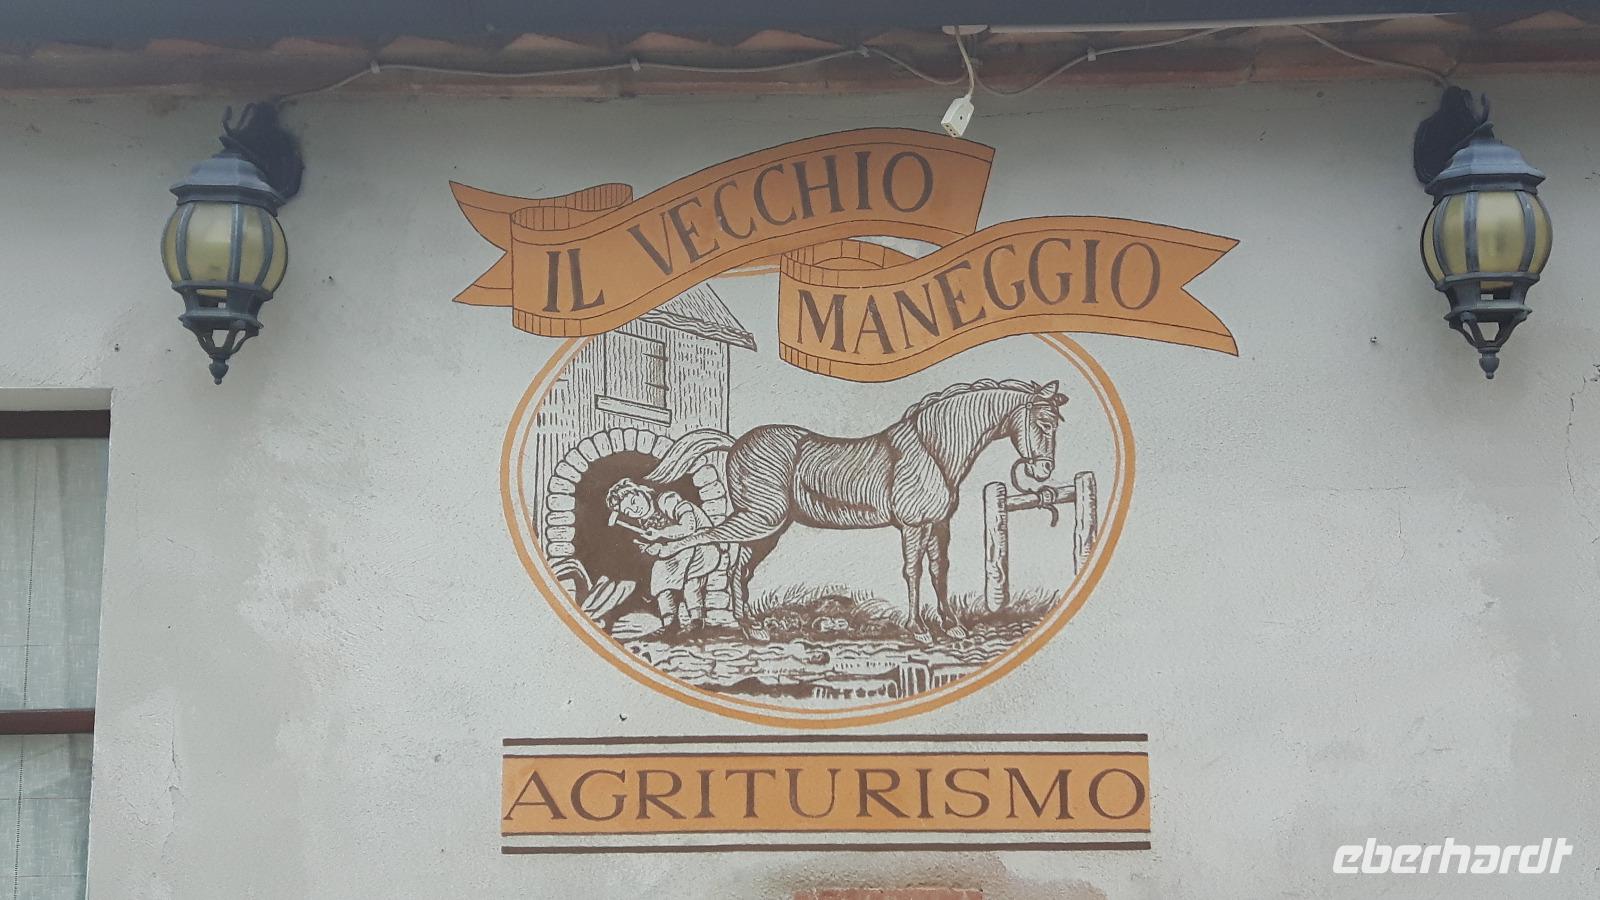 IL VECCHIO
MANEGGIO
AGRITURISMO
eberhardt